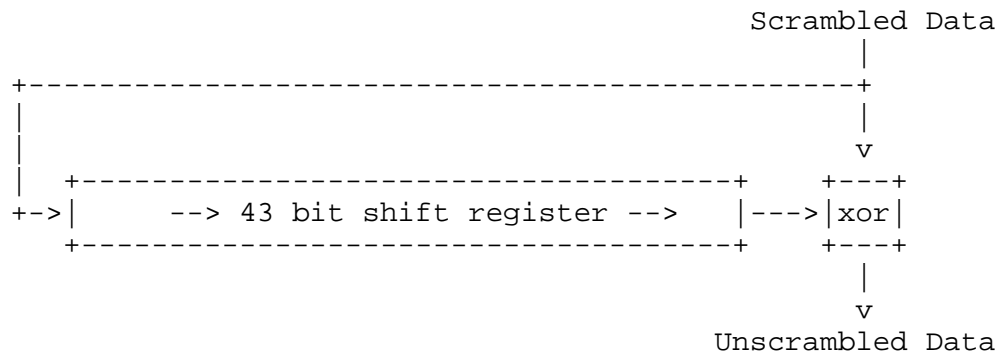 Scrambled Data
|
+-----------------------------------------------+
|                                               |
|                                               v
|  +--------------------------------------+     +---+
+->|      --> 43 bit shift register -->   |--->|xor|
+--------------------------------------+     +---+
|
v
Unscrambled Data